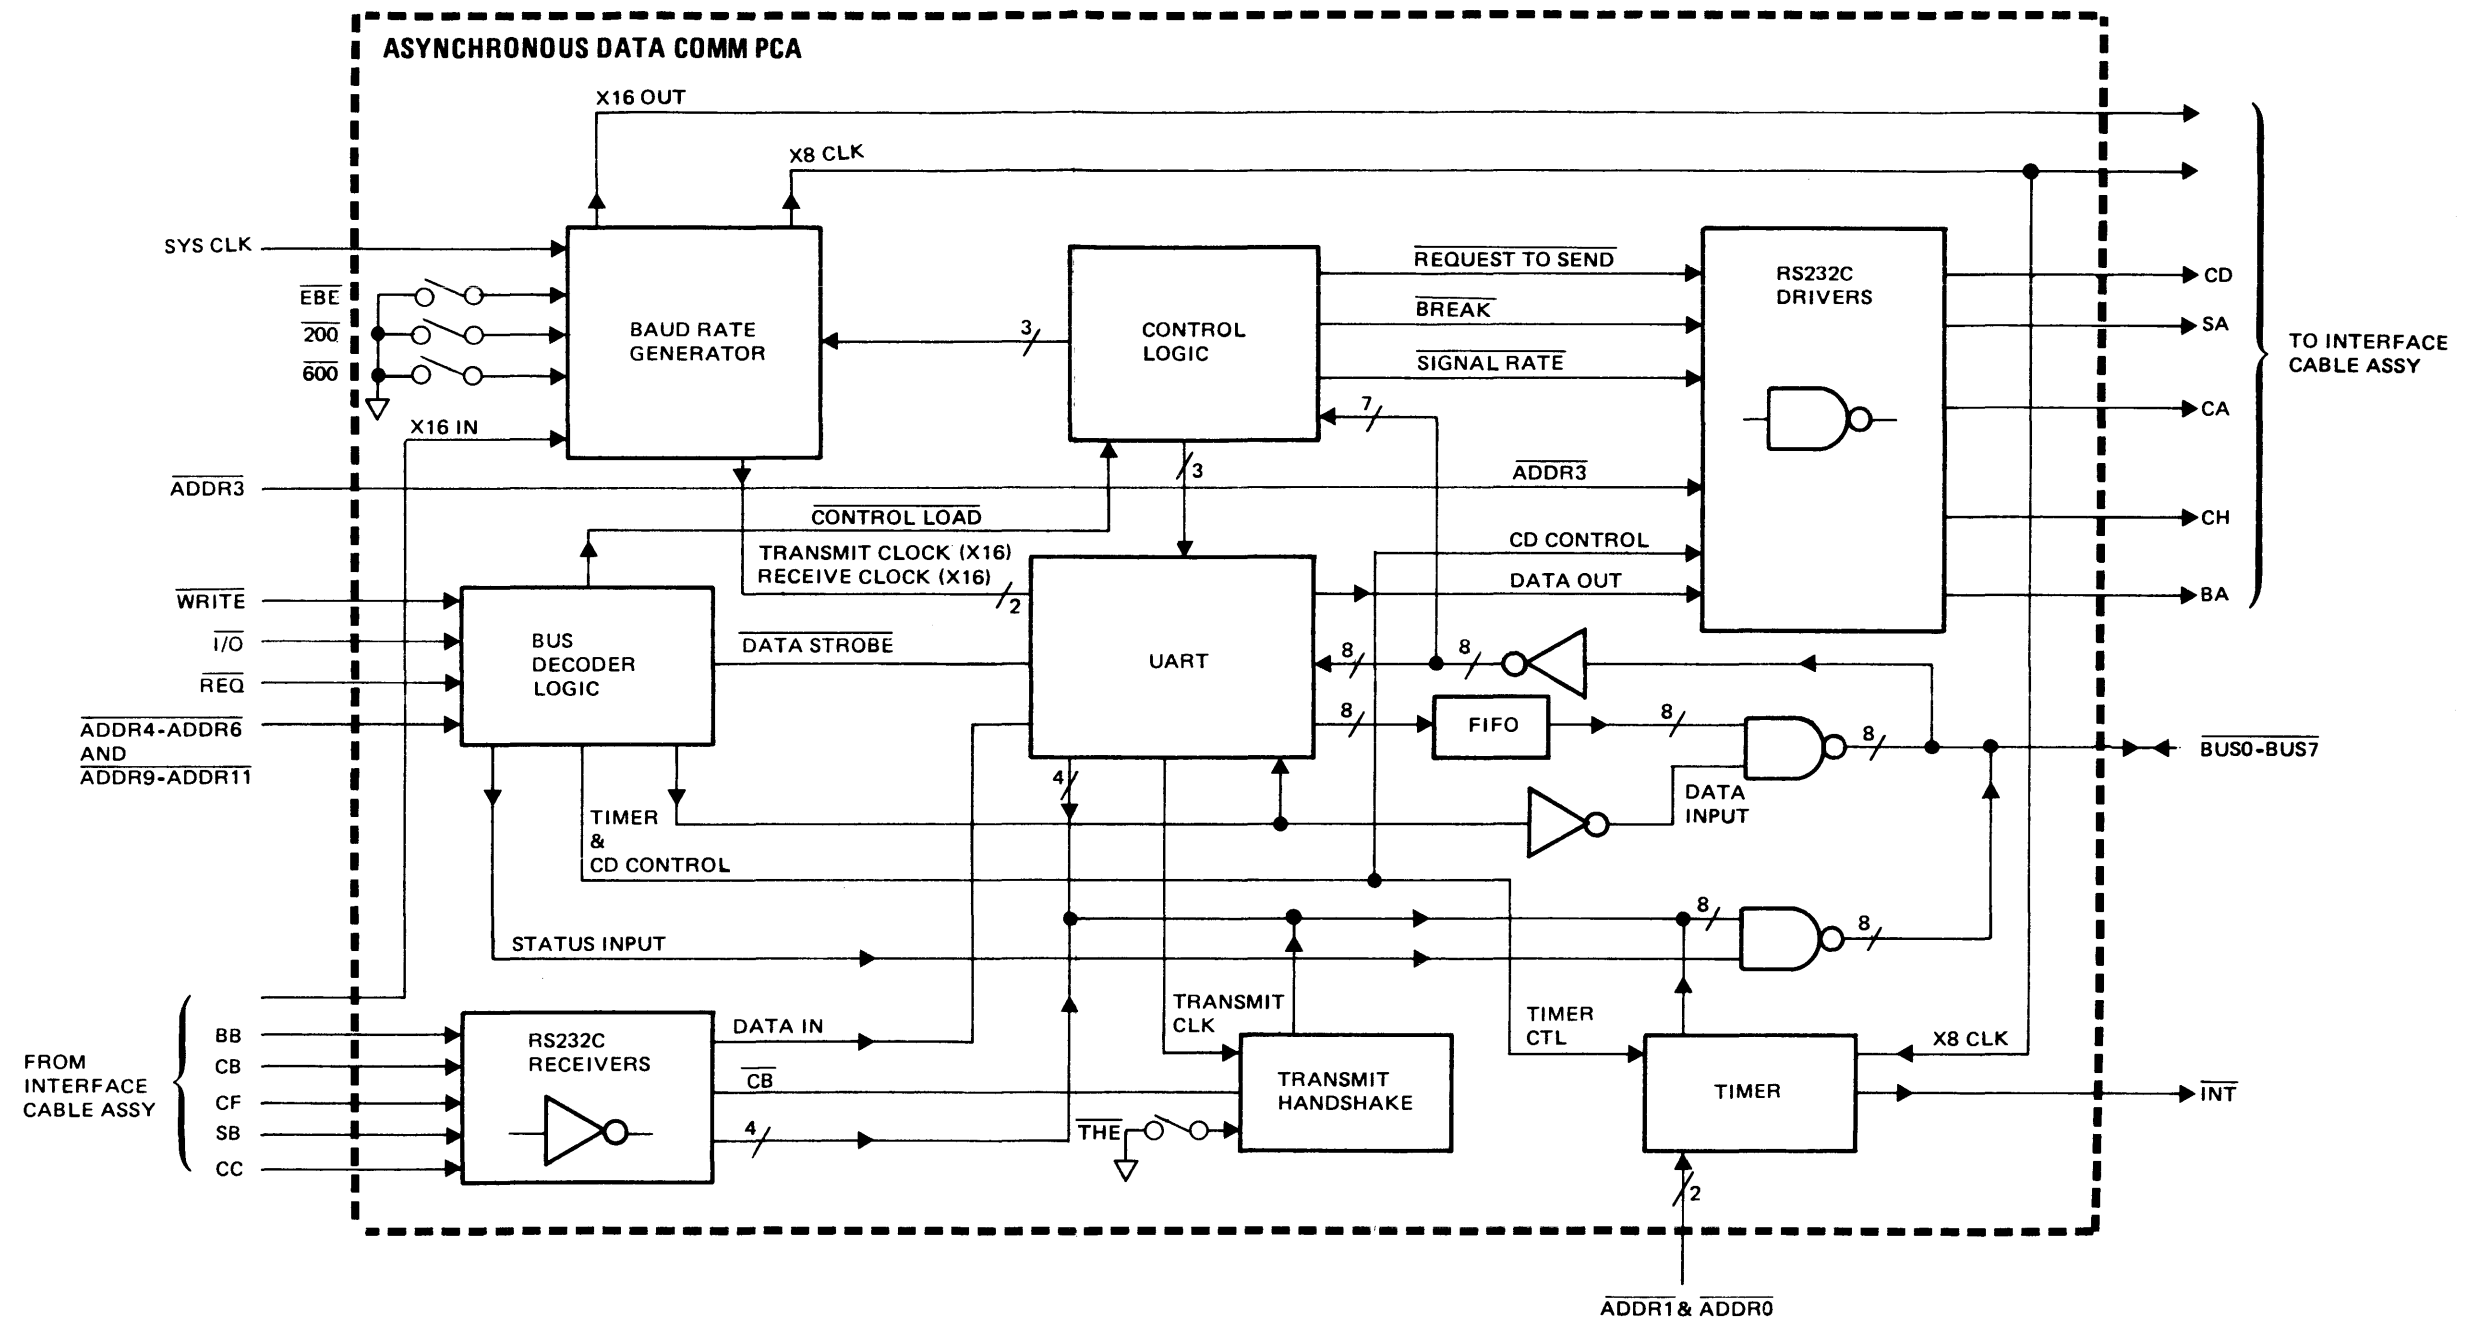 ASYNCHRONOUS DATA COMM PCA
X16 OUT
X8 CLK
SYS CLK
EBE
200
600
X16 IN
BAUD RATE
GENERATOR
3
CONTROL
LOGIC
REQUEST TO SEND
BREAK
SIGNAL RATE
7
RS232C
DRIVERS
CD
SA
CA
CH
BA
TO INTERFACE
CABLE ASSY
ADDR3
ADDR3
3
CONTROL LOAD
TRANSMIT CLOCK (X16)
RECEIVE CLOCK (X16)
2
CD CONTROL
DATA OUT
WRITE
I/O
REQ
ADDR4-ADDR6
AND
ADDR9-ADDR11
BUS
DECODER
LOGIC
DATA STROBE
UART
8
8
8
FIFO
8
8
BUS0-BUS7
DATA
INPUT
4
TIMER
&
CD CONTROL
STATUS INPUT
8
8
FROM
INTERFACE
CABLE ASSY
BB
CB
CF
SB
CC
RS232C
RECEIVERS
DATA IN
CB
4
THE
TRANSMIT
CLK
TRANSMIT
HANDSHAKE
TIMER
CTL
TIMER
X8 CLK
INT
2
ADDR1 & ADDR0